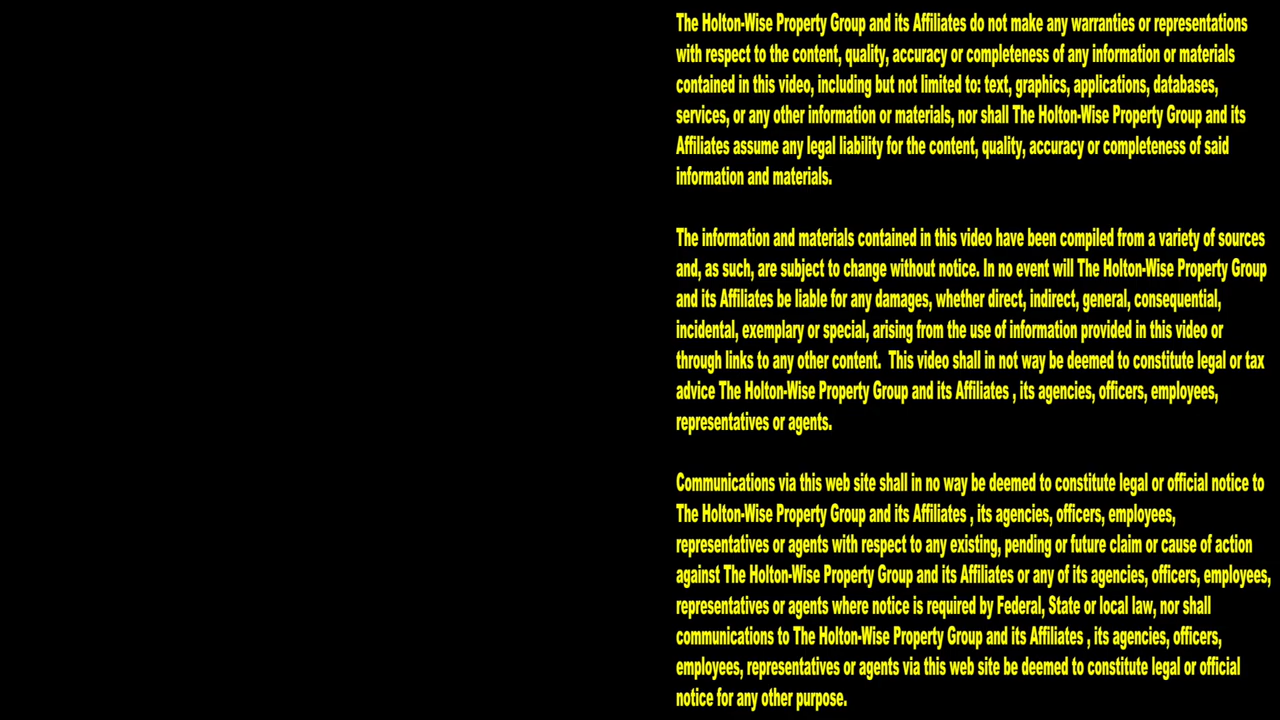 The Holton-Wise Property Group and its Affiliates do not make any warranties or representations
with respect to the content, quality, accuracy or completeness of any information or materials
contained in this video, including but not limited to: text, graphics, applications, databases,
services, or any other information or materials, nor shall The Holton-Wise Property Group and its
Affiliates assume any legal liability for the content, quality, accuracy or completeness of said
information and materials.
The information and materials contained in this video have been compiled from a variety of sources
and, as such, are subject to change without notice. In no event will The Holton-Wise Property Group
and its Affiliates be liable for any damages, whether direct, indirect, general, consequential,
incidental, exemplary or special, arising from the use of information provided in this video or
through links to any other content.  This video shall in not way be deemed to constitute legal or tax
advice The Holton-Wise Property Group and its Affiliates , its agencies, officers, employees,
representatives or agents.
Communications via this web site shall in no way be deemed to constitute legal or official notice to
The Holton-Wise Property Group and its Affiliates , its agencies, officers, employees,
representatives or agents with respect to any existing, pending or future claim or cause of action
against The Holton-Wise Property Group and its Affiliates or any of its agencies, officers, employees,
representatives or agents where notice is required by Federal, State or local law, nor shall
communications to The Holton-Wise Property Group and its Affiliates , its agencies, officers,
employees, representatives or agents via this web site be deemed to constitute legal or official
notice for any other purpose.